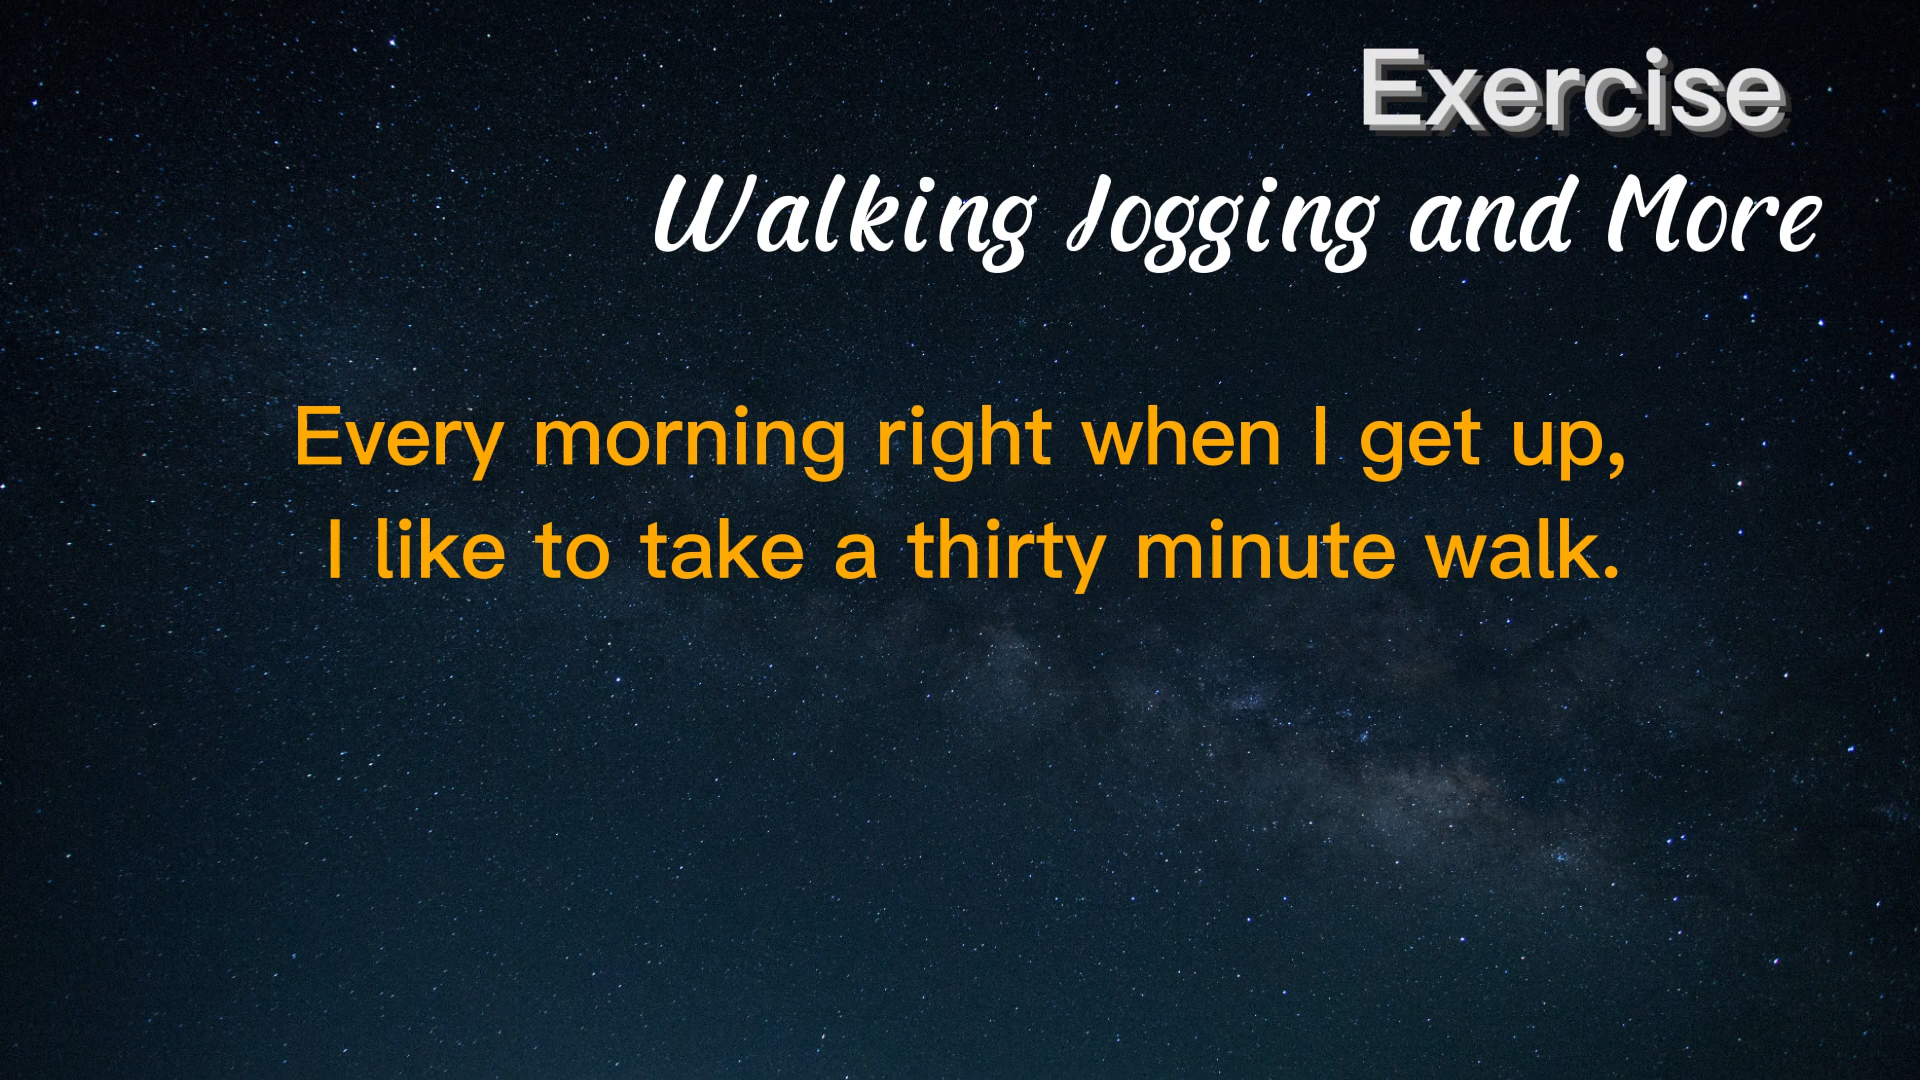 Exercise
Walking Jogging and More
Every morning right when I get up,
I like to take a thirty minute walk.